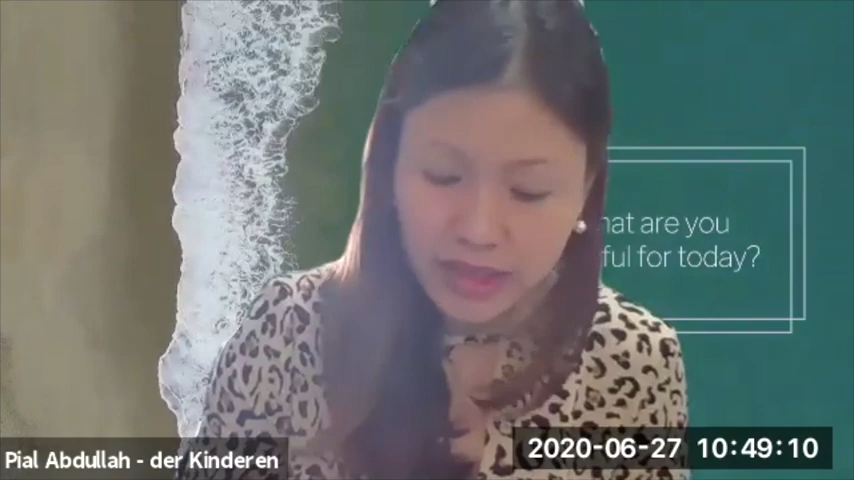 hat are you
ful for today?
Pial Abdullah - der Kinderen
2020-06-27 10:49:10